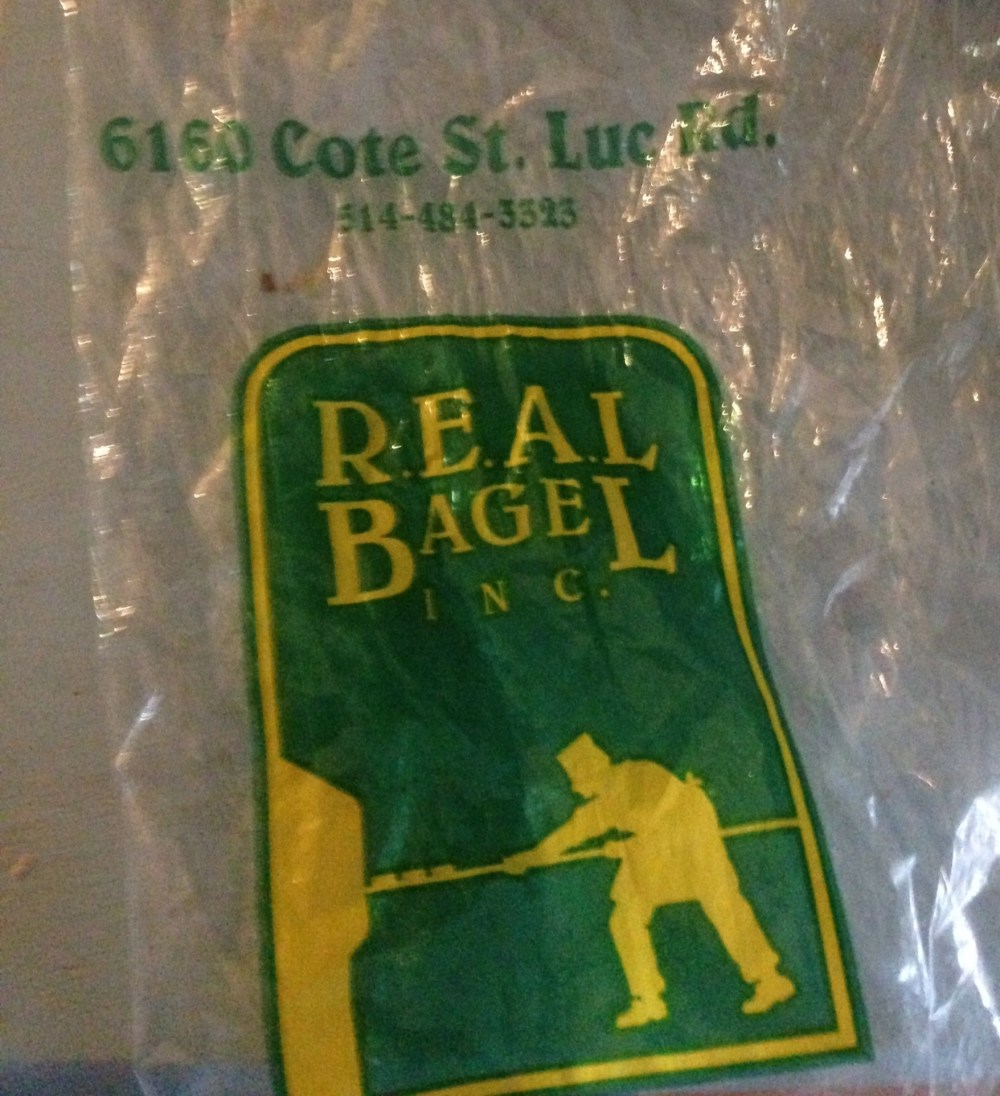 6160 Cote St. Luc Rd.
514-484-3323
R.E.A.L
BAGEL
INC.